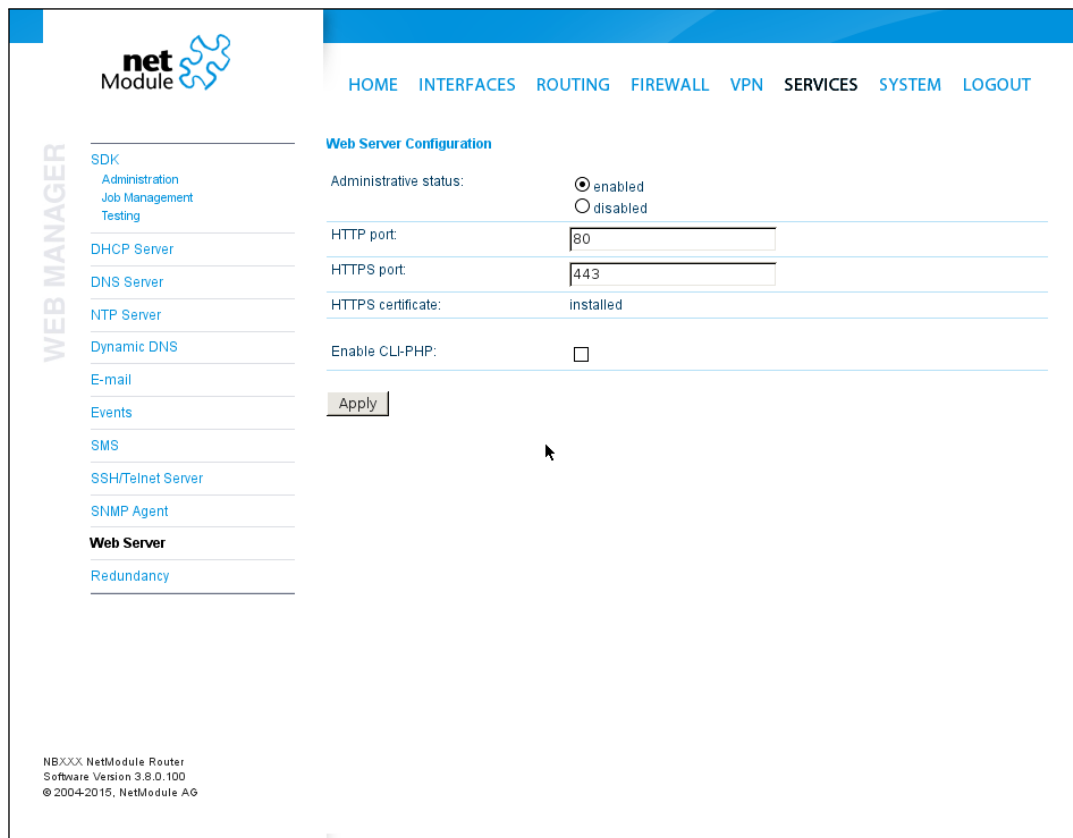 net
Module
HOME INTERFACES ROUTING FIREWALL VPN SERVICES SYSTEM LOGOUT
WEB MANAGER
SDK
Administration
Job Management
Testing
DHCP Server
DNS Server
NTP Server
Dynamic DNS
E-mail
Events
SMS
SSH/Telnet Server
SNMP Agent
Web Server
Redundancy
Web Server Configuration
Administrative status:
enabled
disabled
HTTP port:
80
HTTPS port:
443
HTTPS certificate:
installed
Enable CLI-PHP:
Apply
NBXXX NetModule Router
Software Version 3.8.0.100
© 2004-2015, NetModule AG